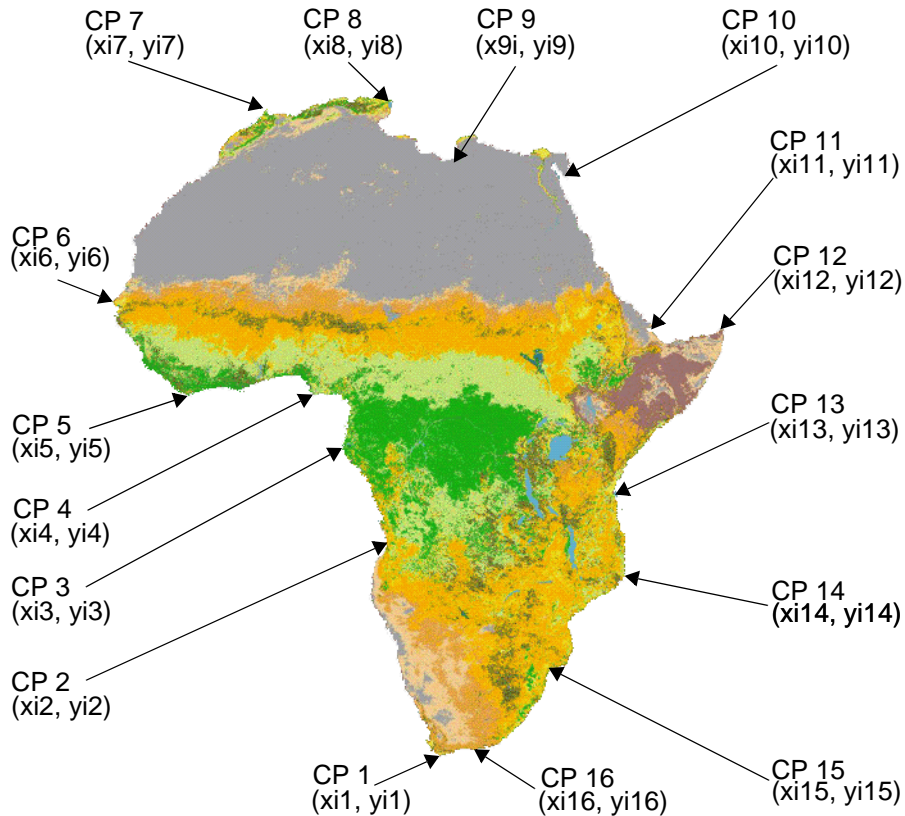 CP 7
(xi7, yi7)
CP 8
(xi8, yi8)
CP 9
(x9i, yi9)
CP 10
(xi10, yi10)
CP 11
(xi11, yi11)
CP 6
(xi6, yi6)
CP 12
(xi12, yi12)
CP 5
(xi5, yi5)
CP 13
(xi13, yi13)
CP 4
(xi4, yi4)
CP 3
(xi3, yi3)
CP 14
(xi14, yi14)
CP 2
(xi2, yi2)
CP 1
(xi1, yi1)
CP 16
(xi16, yi16)
CP 15
(xi15, yi15)